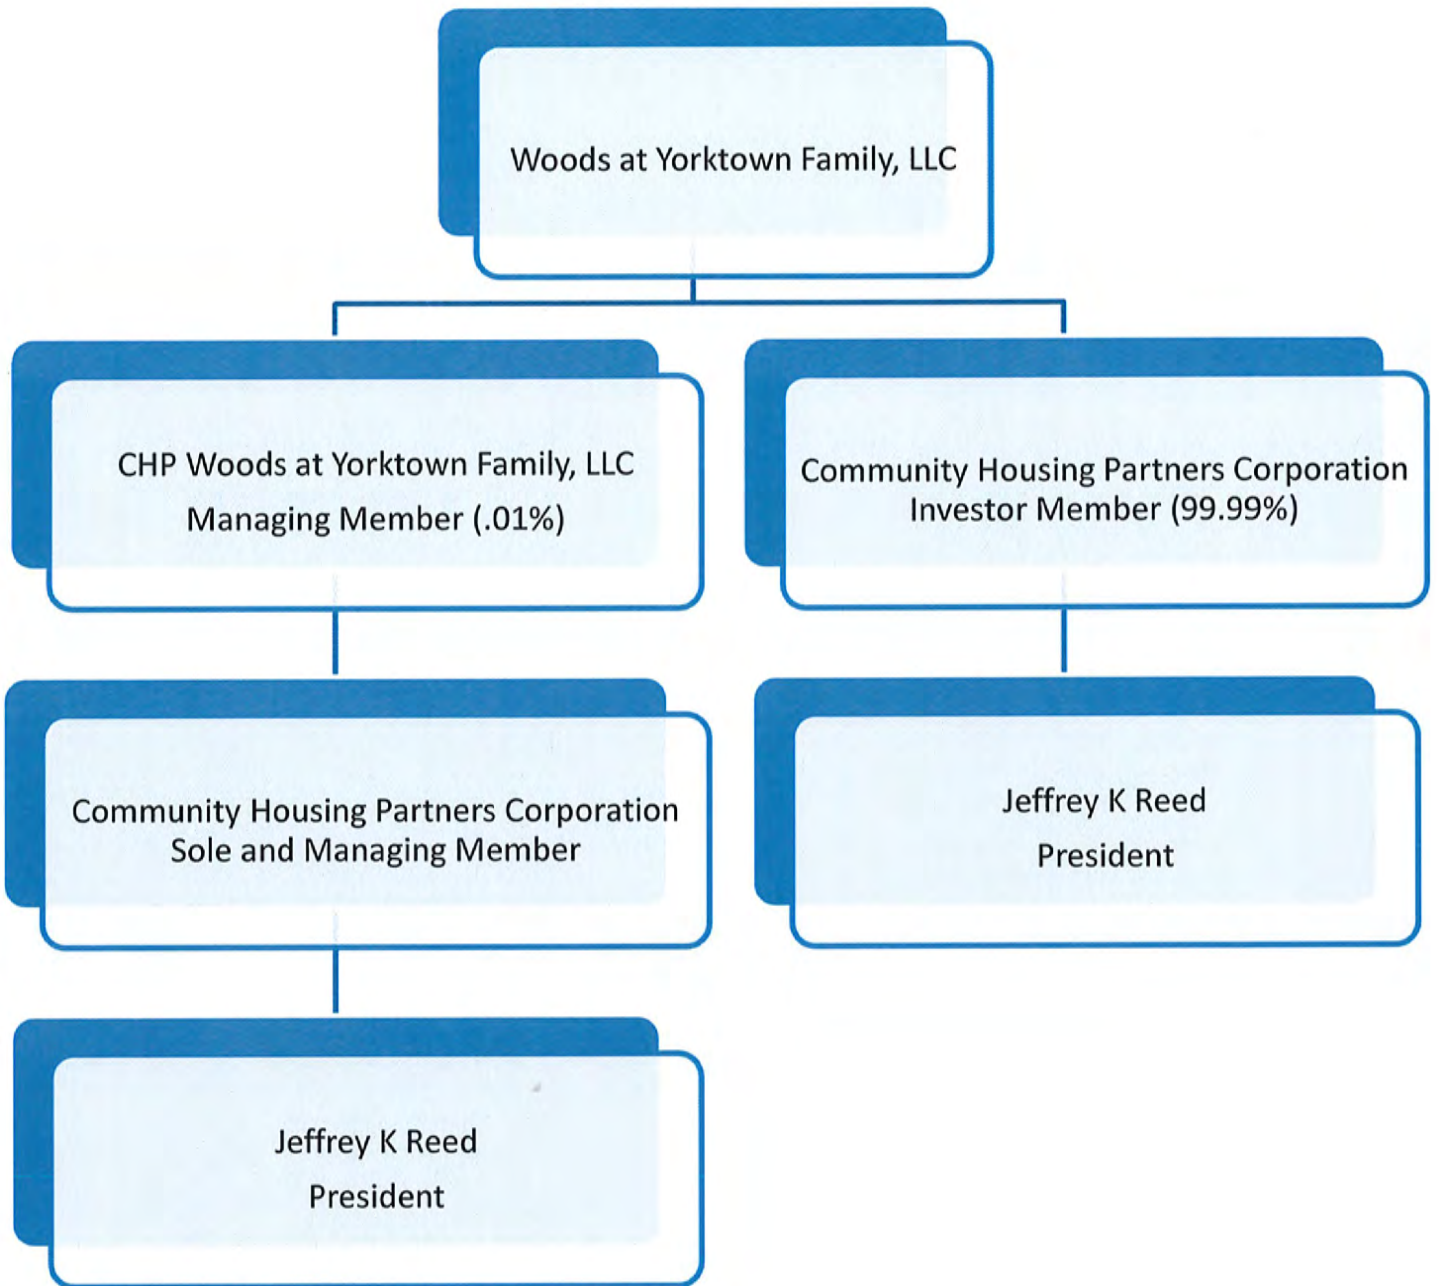 Woods at Yorktown Family, LLC
CHP Woods at Yorktown Family, LLC
Managing Member (.01%)
Community Housing Partners Corporation
Investor Member (99.99%)
Community Housing Partners Corporation
Sole and Managing Member
Jeffrey K Reed
President
Jeffrey K Reed
President